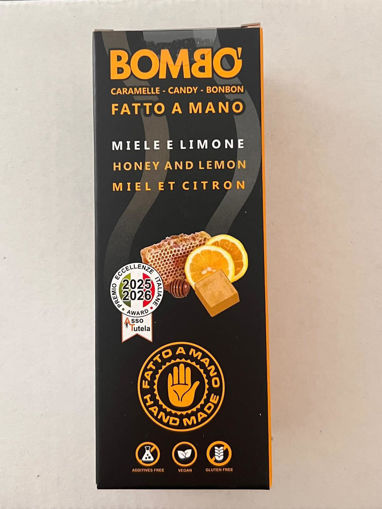 BOMBO'
CARAMELLE - CANDY - BONBON
FATTO A MANO
MIELE E LIMONE
HONEY AND LEMON
MIEL ET CITRON
PREMIO ECCELLENZE ITALIANE
2025
2026
AWARD
Asso
Tutela
FATTO A MANO
HAND MADE
ADDITIVES FREE
VEGAN
GLUTEN FREE